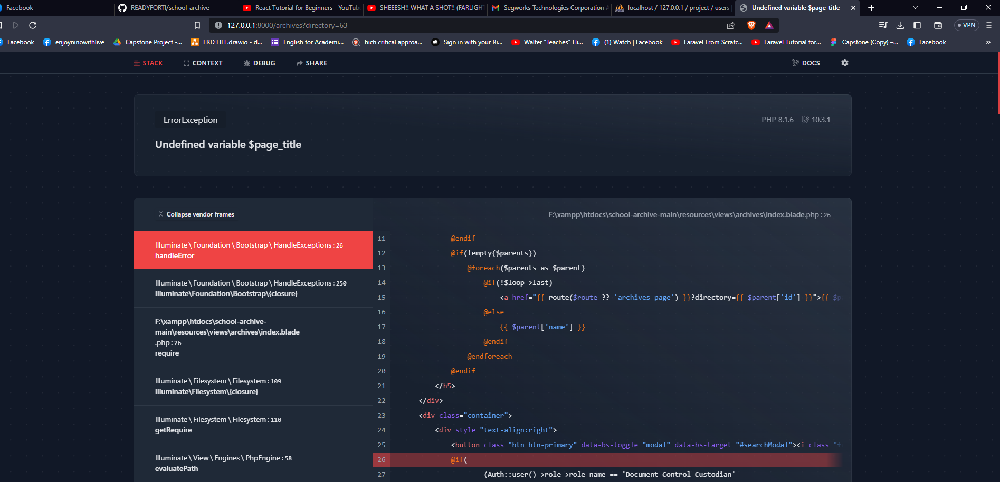 Facebook
READYFORTI/school-archive
React Tutorial for Beginners - YouTube
SHEEESH!! WHAT A SHOT!! (FARLIGHT
Segworks Technologies Corporation
localhost / 127.0.0.1 / project / users
Undefined variable $page_title
127.0.0.1:8000/archives?directory=63
VPN
Facebook
enjoyninowithlive
Capstone Project -...
ERD FILE.drawio - d...
English for Academi...
hich critical approa...
Sign in with your Ri...
Walter "Teaches" Hi...
(1) Watch | Facebook
Laravel From Scratc...
Laravel Tutorial for...
Capstone (Copy) –...
Facebook
»
STACK
CONTEXT
DEBUG
SHARE
DOCS
ErrorException
PHP 8.1.6
10.3.1
Undefined variable $page_title
Collapse vendor frames
Illuminate \ Foundation \ Bootstrap \ HandleExceptions : 26
handleError
Illuminate \ Foundation \ Bootstrap \ HandleExceptions : 250
Illuminate\Foundation\Bootstrap\{closure}
F:\xampp\htdocs\school-archive-
main\resources\views\archives\index.blade
.php : 26
require
Illuminate \ Filesystem \ Filesystem : 109
Illuminate\Filesystem\{closure}
Illuminate \ Filesystem \ Filesystem : 110
getRequire
Illuminate \ View \ Engines \ PhpEngine : 58
evaluatePath
F:\xampp\htdocs\school-archive-main\resources\views\archives\index.blade.php : 26
11 @endif
12 @if(!empty($parents))
13 @foreach($parents as $parent)
14 @if(!$loop->last)
15 <a href="{{ route($route ?? 'archives-page') }}?directory={{ $parent['id'] }}">{{ $p
16 @else
17 {{ $parent['name'] }}
18 @endif
19 @endforeach
20 @endif
21 </h5>
22 </div>
23 <div class="container">
24 <div style="text-align:right">
25 <button class="btn btn-primary" data-bs-toggle="modal" data-bs-target="#searchModal"><i class="f
26 @if(
27 (Auth::user()->role->role_name == 'Document Control Custodian'